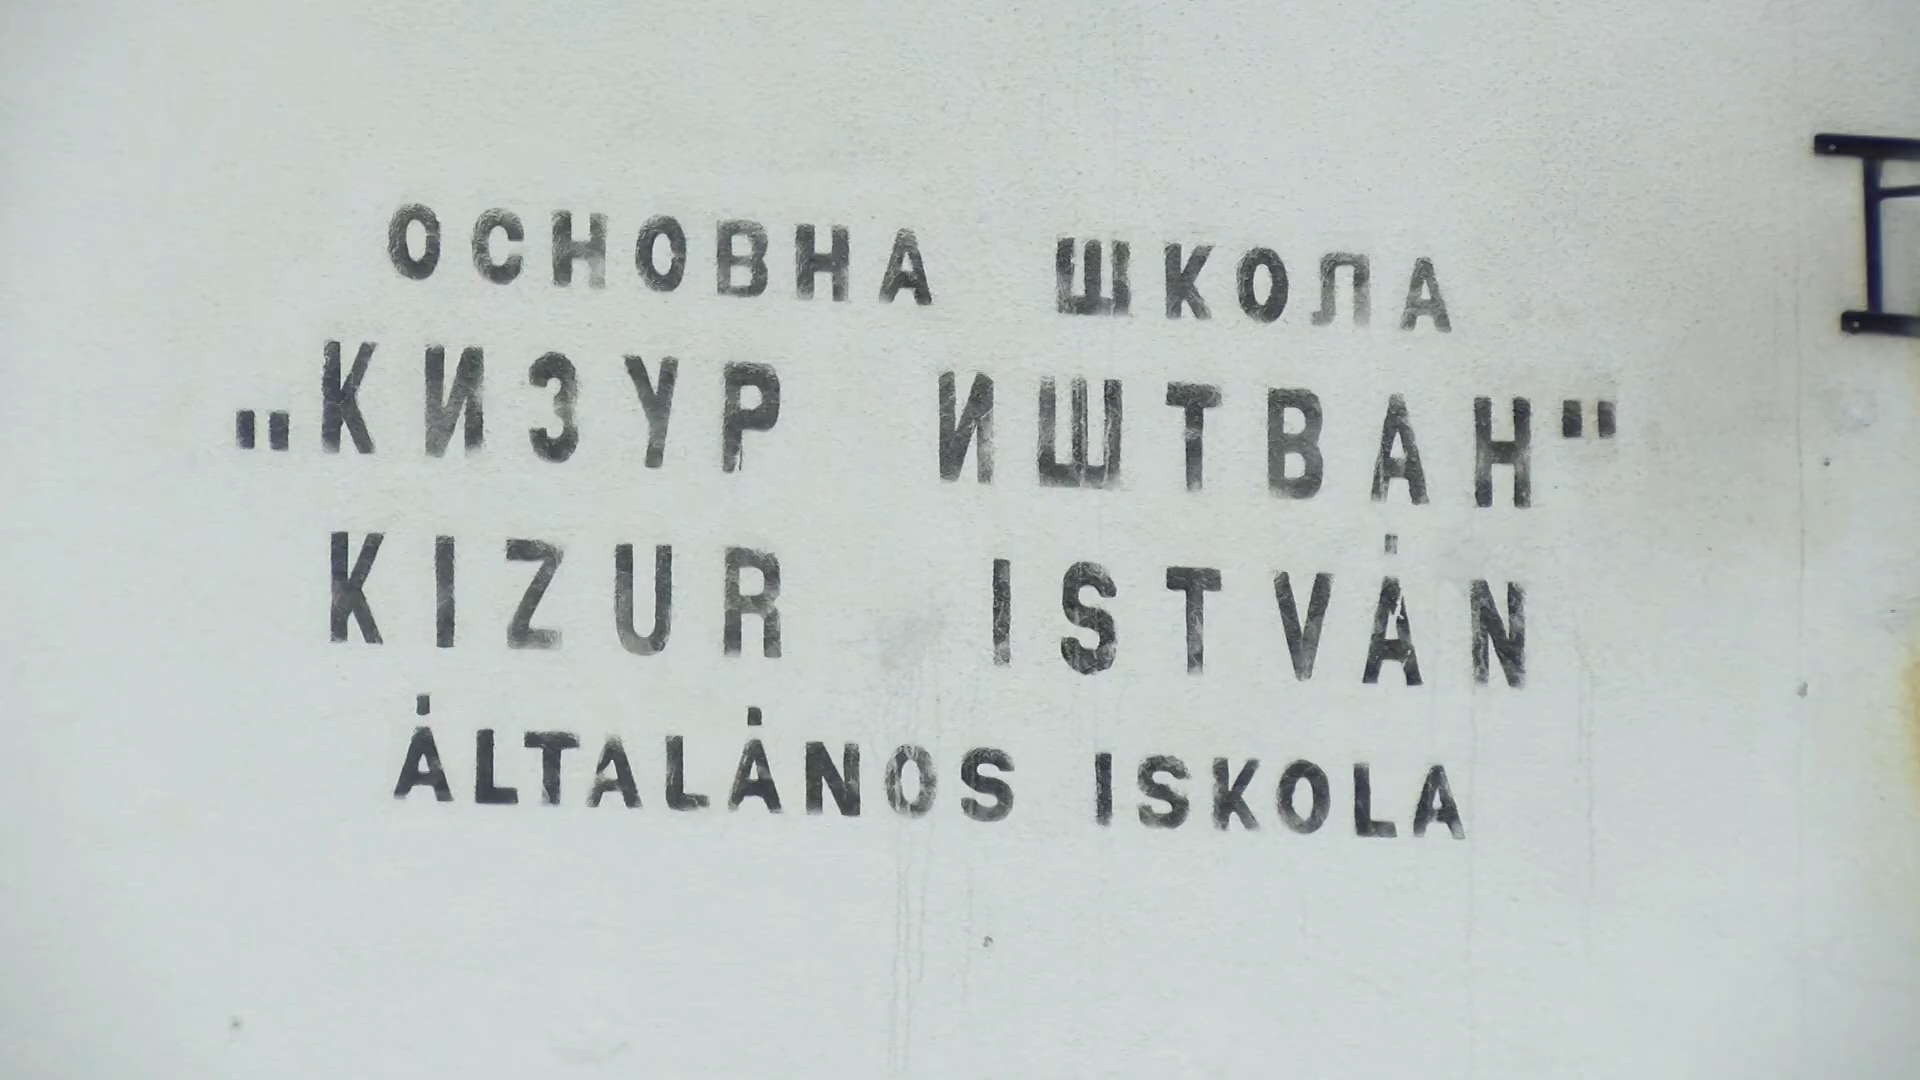 ОСНОВНА ШКОЛА
„КИЗУР ИШТВАН"
KIZUR ISTVÁN
ÁLTALÁNOS ISKOLA